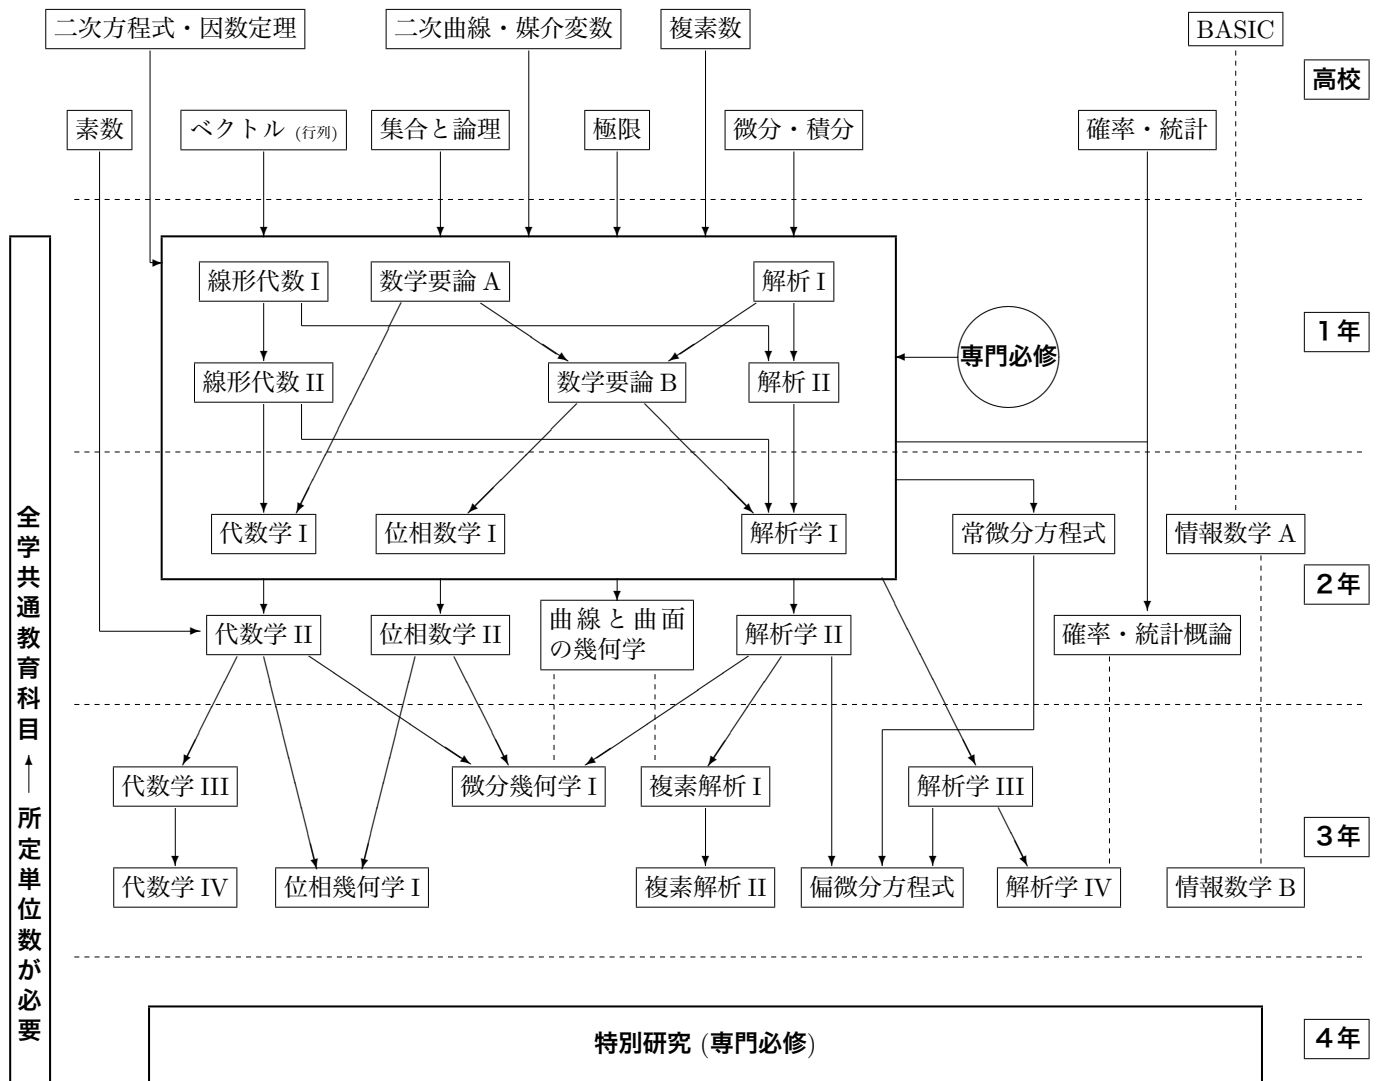 二次方程式・因数定理
二次曲線・媒介変数
複素数
BASIC
高校
素数
ベクトル (行列)
集合と論理
極限
微分・積分
確率・統計
線形代数 I
数学要論 A
解析 I
1年
専門必修
線形代数 II
数学要論 B
解析 II
代数学 I
位相数学 I
解析学 I
常微分方程式
情報数学 A
2年
代数学 II
位相数学 II
曲線と曲面
の幾何学
解析学 II
確率・統計概論
代数学 III
微分幾何学 I
複素解析 I
解析学 III
3年
代数学 IV
位相幾何学 I
複素解析 II
偏微分方程式
解析学 IV
情報数学 B
特別研究 (専門必修)
4年
全学共通教育科目 ← 所定単位数が必要